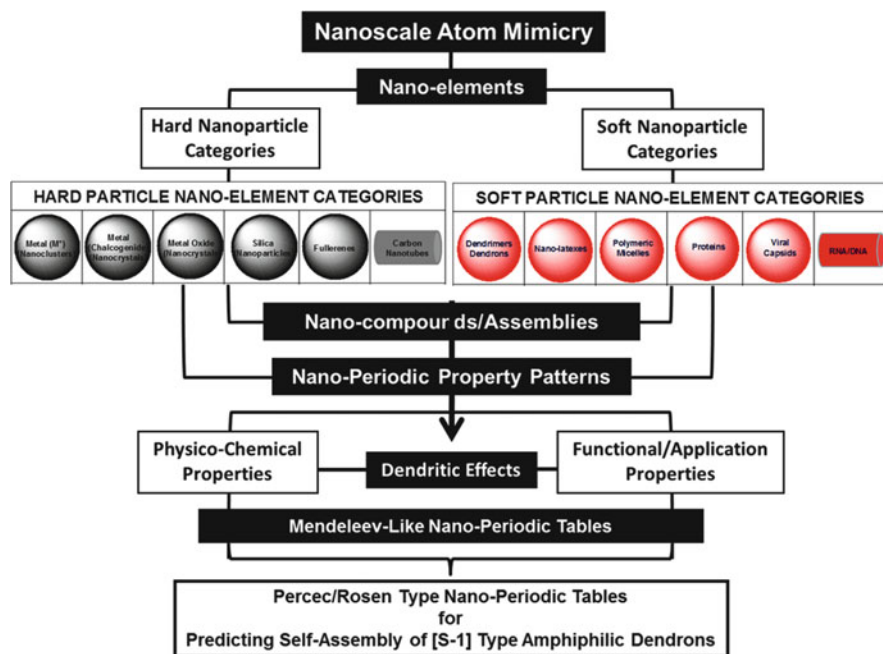 Nanoscale Atom Mimicry
Nano-elements
Hard Nanoparticle
Categories
Soft Nanoparticle
Categories
HARD PARTICLE NANO-ELEMENT CATEGORIES
Metal (M°)
Nanoclusters
Metal
(Chalcogenide)
Nanocrystals
Metal Oxide
(Nanocrystals)
Silica
Nanoparticles
Fullerenes
Carbon
Nanotubes
SOFT PARTICLE NANO-ELEMENT CATEGORIES
Dendrimers
Dendrons
Nano-latexes
Polymeric
Micelles
Proteins
Viral
Capsids
RNA/DNA
Nano-compounds/Assemblies
Nano-Periodic Property Patterns
Physico-Chemical
Properties
Dendritic Effects
Functional/Application
Properties
Mendeleev-Like Nano-Periodic Tables
Percec/Rosen Type Nano-Periodic Tables
for
Predicting Self-Assembly of [S-1] Type Amphiphilic Dendrons